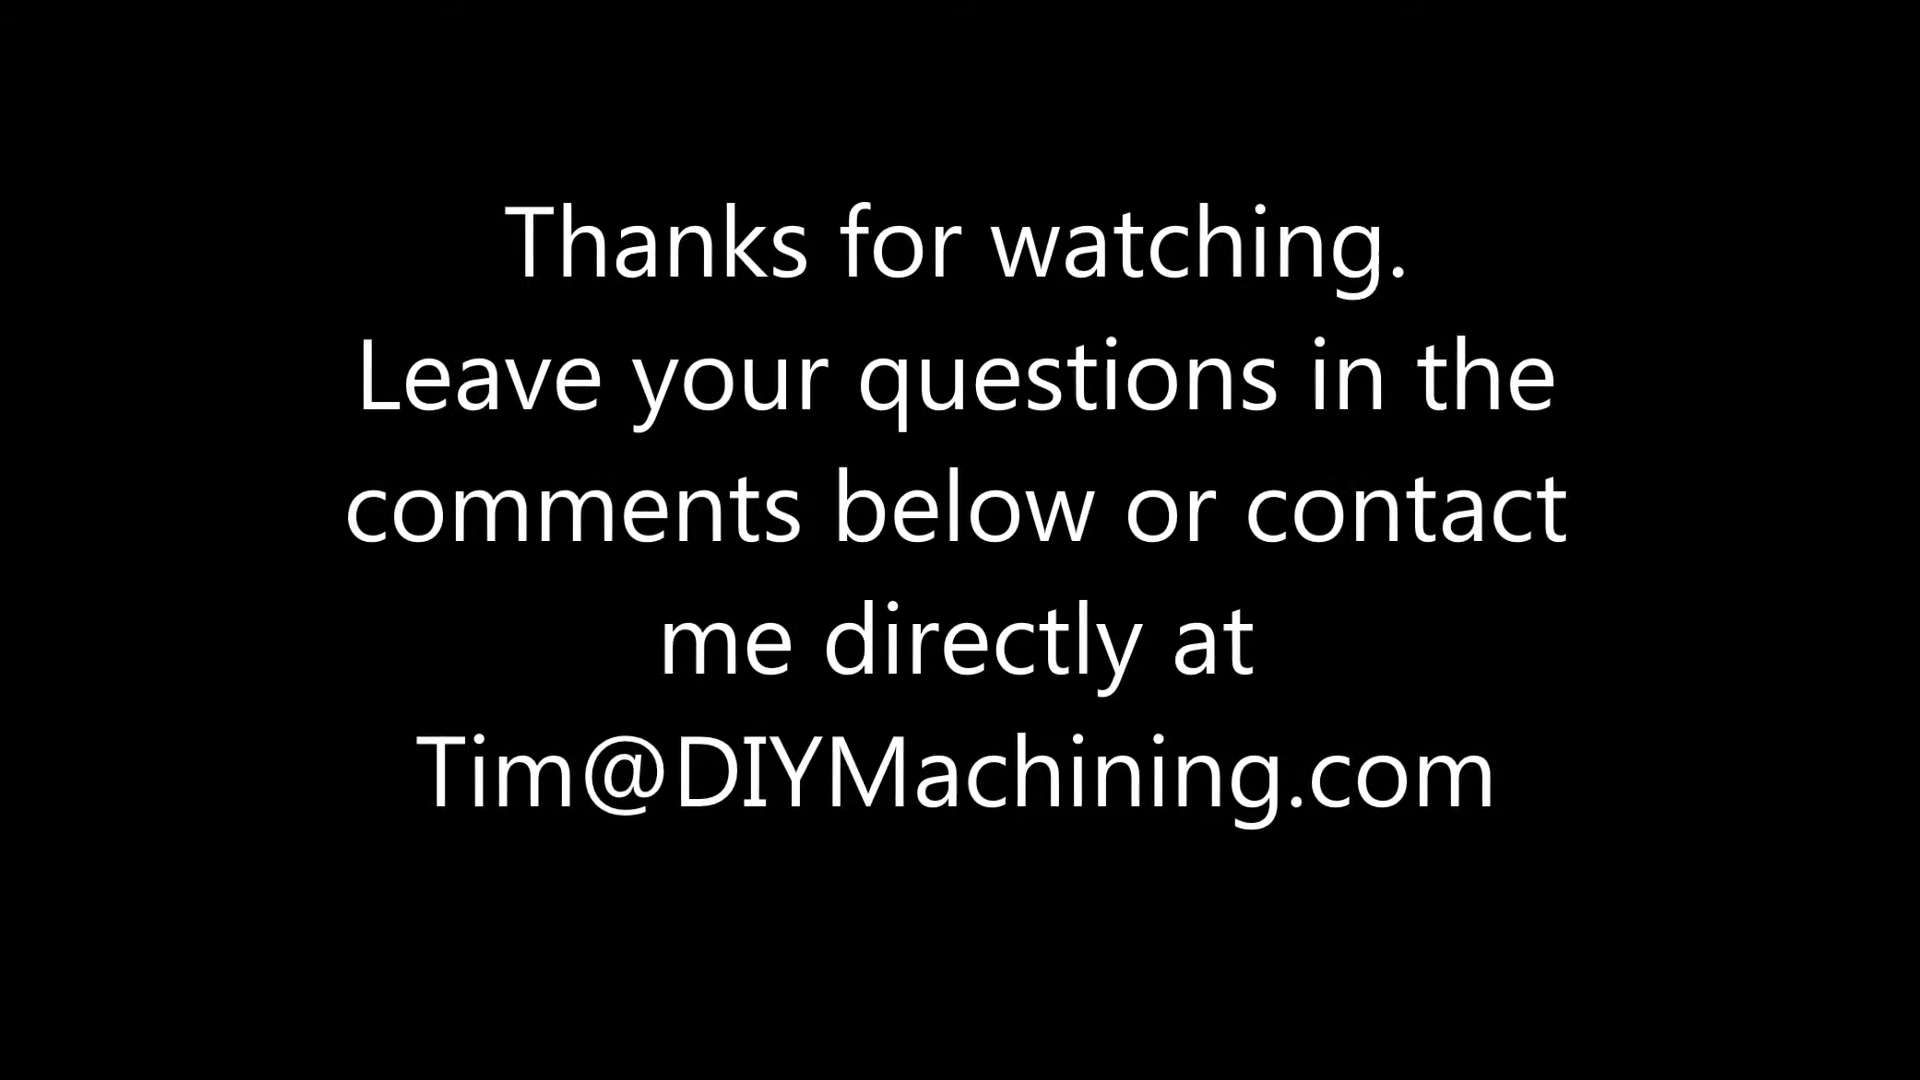 Thanks for watching.
Leave your questions in the
comments below or contact
me directly at
Tim@DIYMachining.com